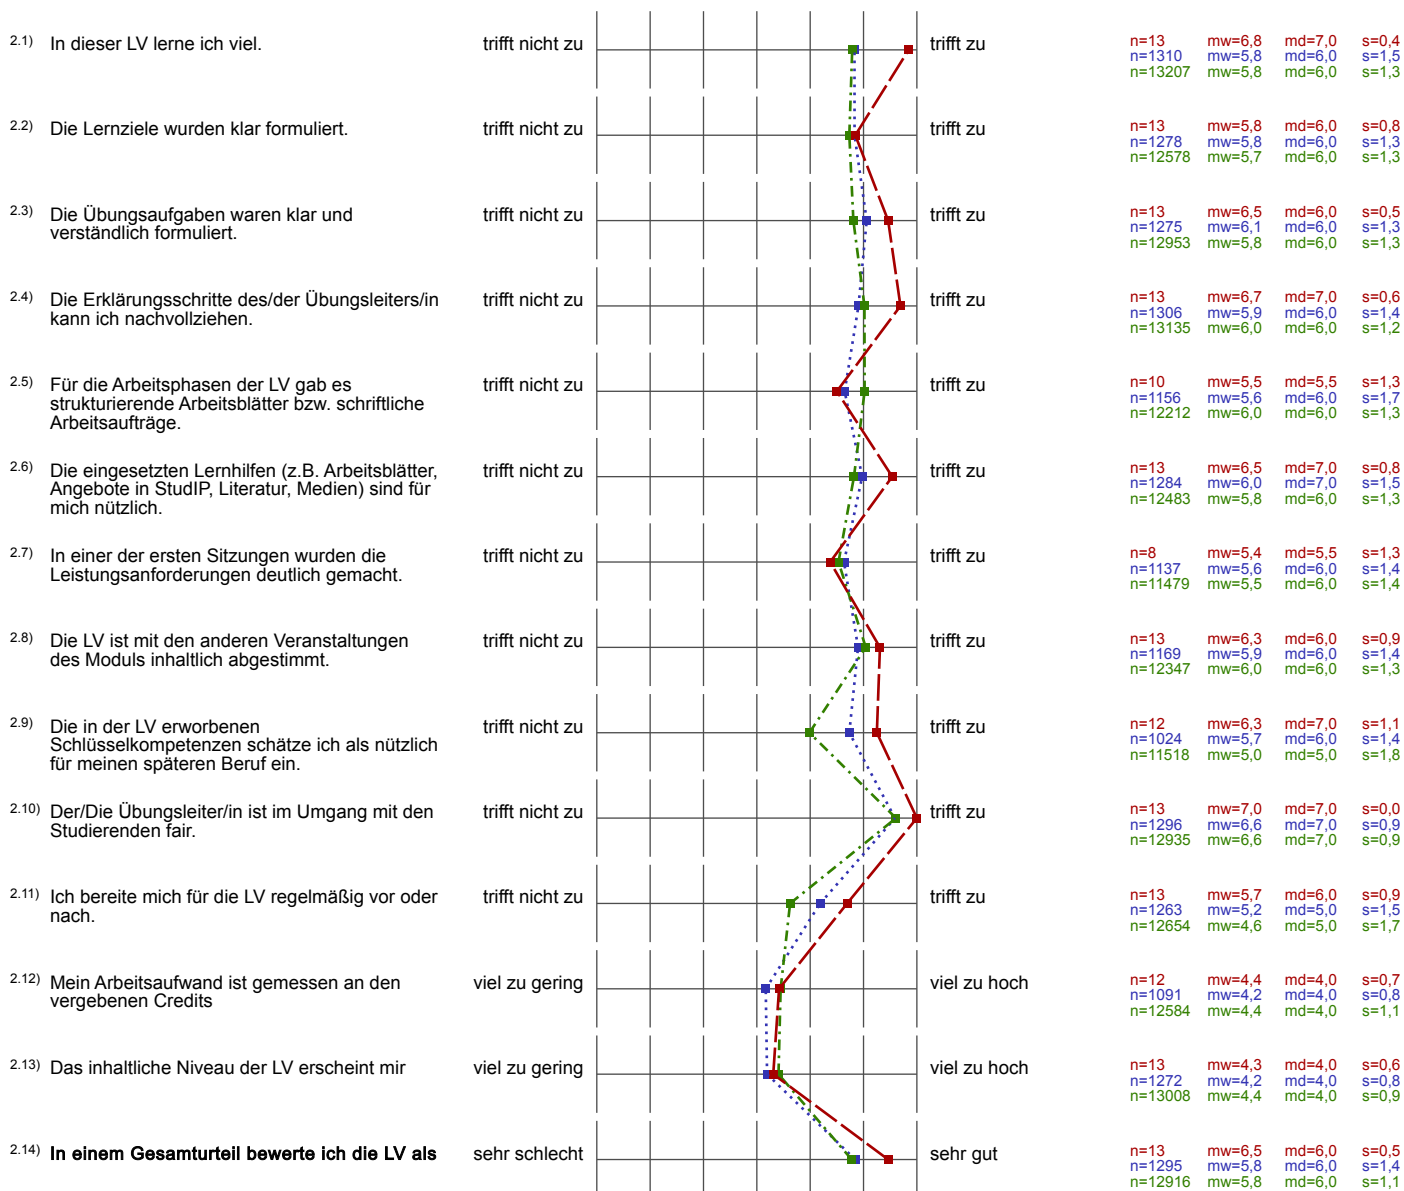 2.1) In dieser LV lerne ich viel. trifft nicht zu trifft zu n=13 mw=6,8 md=7,0 s=0,4
n=1310 mw=5,8 md=6,0 s=1,5
n=13207 mw=5,8 md=6,0 s=1,3
2.2) Die Lernziele wurden klar formuliert. trifft nicht zu trifft zu n=13 mw=5,8 md=6,0 s=0,8
n=1278 mw=5,8 md=6,0 s=1,3
n=12578 mw=5,7 md=6,0 s=1,3
2.3) Die Übungsaufgaben waren klar und trifft nicht zu trifft zu n=13 mw=6,5 md=6,0 s=0,5
verständlich formuliert. n=1275 mw=6,1 md=6,0 s=1,3
n=12953 mw=5,8 md=6,0 s=1,3
2.4) Die Erklärungsschritte des/der Übungsleiters/in trifft nicht zu trifft zu n=13 mw=6,7 md=7,0 s=0,6
kann ich nachvollziehen. n=1306 mw=5,9 md=6,0 s=1,4
n=13135 mw=6,0 md=6,0 s=1,2
2.5) Für die Arbeitsphasen der LV gab es trifft nicht zu trifft zu n=10 mw=5,5 md=5,5 s=1,3
strukturierende Arbeitsblätter bzw. schriftliche n=1156 mw=5,6 md=6,0 s=1,7
Arbeitsaufträge. n=12212 mw=6,0 md=6,0 s=1,3
2.6) Die eingesetzten Lernhilfen (z.B. Arbeitsblätter, trifft nicht zu trifft zu n=13 mw=6,5 md=7,0 s=0,8
Angebote in StudIP, Literatur, Medien) sind für n=1284 mw=6,0 md=7,0 s=1,5
mich nützlich. n=12483 mw=5,8 md=6,0 s=1,3
2.7) In einer der ersten Sitzungen wurden die trifft nicht zu trifft zu n=8 mw=5,4 md=5,5 s=1,3
Leistungsanforderungen deutlich gemacht. n=1137 mw=5,6 md=6,0 s=1,4
n=11479 mw=5,5 md=6,0 s=1,4
2.8) Die LV ist mit den anderen Veranstaltungen trifft nicht zu trifft zu n=13 mw=6,3 md=6,0 s=0,9
des Moduls inhaltlich abgestimmt. n=1169 mw=5,9 md=6,0 s=1,4
n=12347 mw=6,0 md=6,0 s=1,3
2.9) Die in der LV erworbenen trifft nicht zu trifft zu n=12 mw=6,3 md=7,0 s=1,1
Schlüsselkompetenzen schätze ich als nützlich n=1024 mw=5,7 md=6,0 s=1,4
für meinen späteren Beruf ein. n=11518 mw=5,0 md=5,0 s=1,8
2.10) Der/Die Übungsleiter/in ist im Umgang mit den trifft nicht zu trifft zu n=13 mw=7,0 md=7,0 s=0,0
Studierenden fair. n=1296 mw=6,6 md=7,0 s=0,9
n=12935 mw=6,6 md=7,0 s=0,9
2.11) Ich bereite mich für die LV regelmäßig vor oder trifft nicht zu trifft zu n=13 mw=5,7 md=6,0 s=0,9
nach. n=1263 mw=5,2 md=5,0 s=1,5
n=12654 mw=4,6 md=5,0 s=1,7
2.12) Mein Arbeitsaufwand ist gemessen an den viel zu gering viel zu hoch n=12 mw=4,4 md=4,0 s=0,7
vergebenen Credits n=1091 mw=4,2 md=4,0 s=0,8
n=12584 mw=4,4 md=4,0 s=1,1
2.13) Das inhaltliche Niveau der LV erscheint mir viel zu gering viel zu hoch n=13 mw=4,3 md=4,0 s=0,6
n=1272 mw=4,2 md=4,0 s=0,8
n=13008 mw=4,4 md=4,0 s=0,9
2.14) In einem Gesamturteil bewerte ich die LV als sehr schlecht sehr gut n=13 mw=6,5 md=6,0 s=0,5
n=1295 mw=5,8 md=6,0 s=1,4
n=12916 mw=5,8 md=6,0 s=1,1